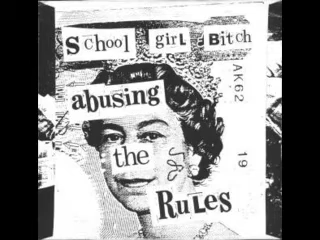 School girl Bitch
abusing
the
Rules
AK62
19